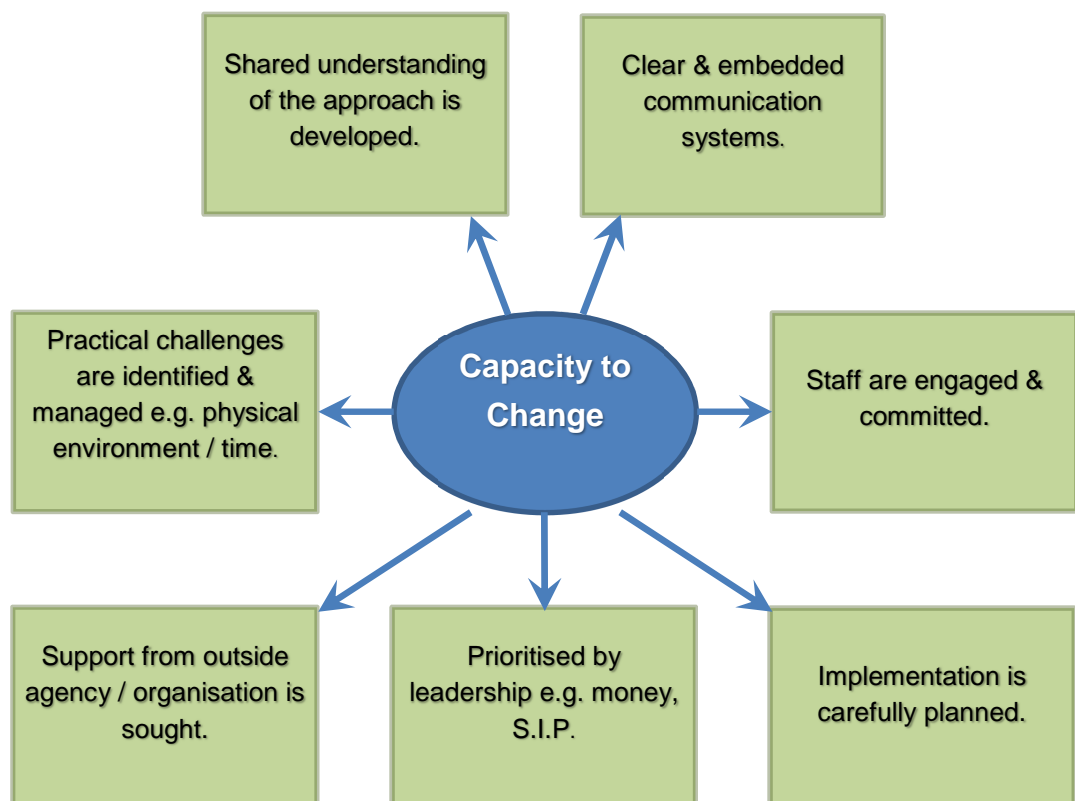 Shared understanding
of the approach is
developed.
Clear & embedded
communication
systems.
Practical challenges
are identified &
managed e.g. physical
environment / time.
Capacity to
Change
Staff are engaged &
committed.
Support from outside
agency / organisation is
sought.
Prioritised by
leadership e.g. money,
S.I.P.
Implementation is
carefully planned.